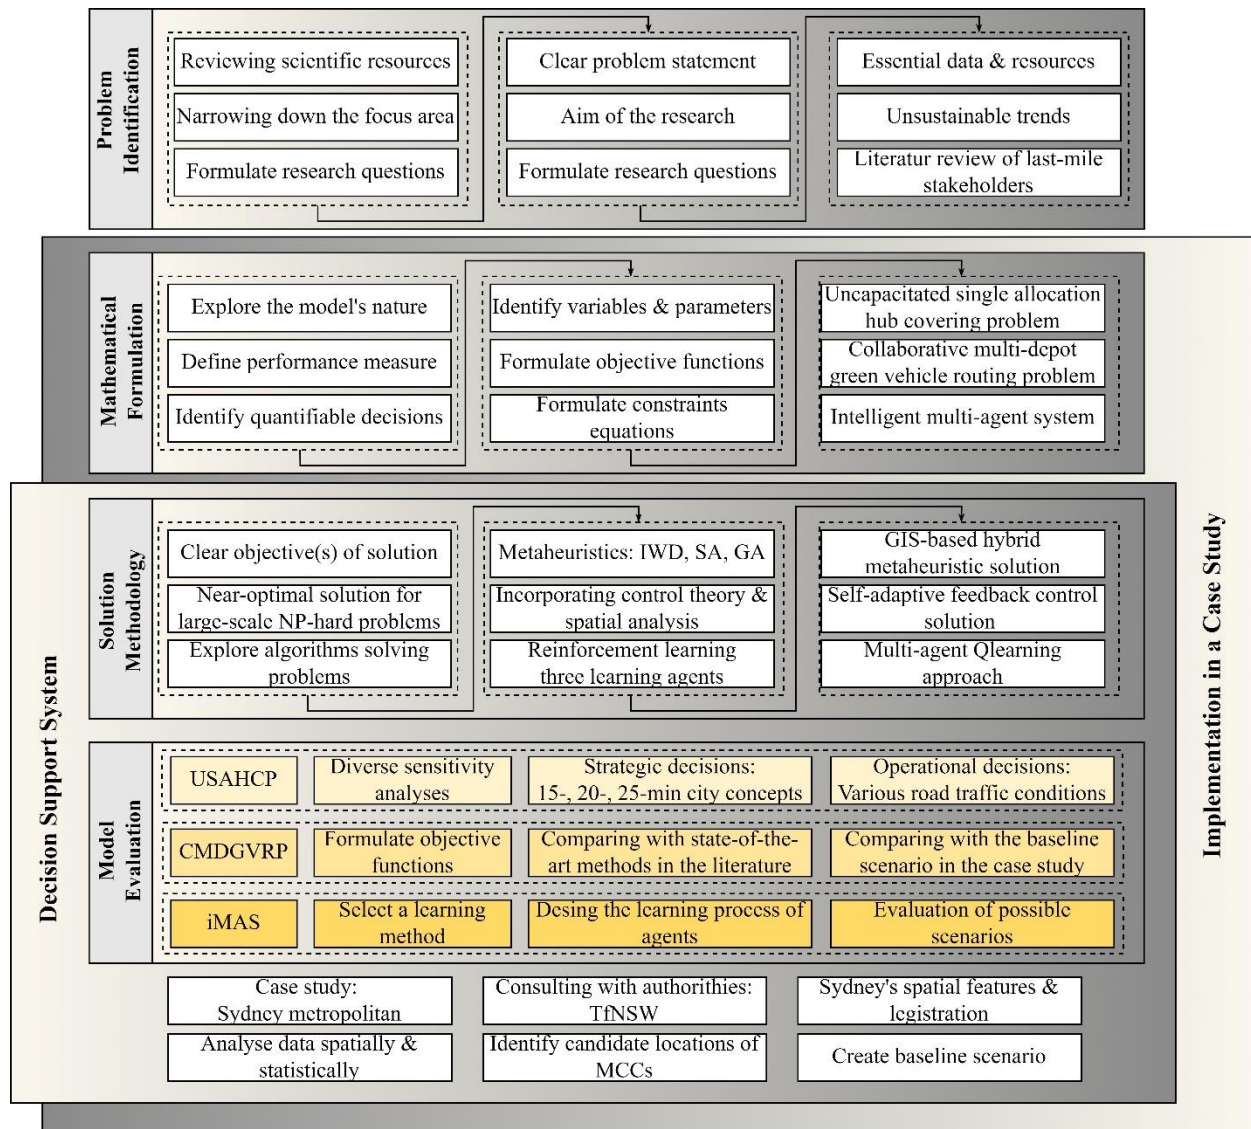 Problem
Identification
Reviewing scientific resources
Narrowing down the focus area
Formulate research questions
Clear problem statement
Aim of the research
Formulate research questions
Essential data & resources
Unsustainable trends
Literatur review of last-mile
stakeholders
Mathematical
Formulation
Explore the model's nature
Define performance measure
Identify quantifiable decisions
Identify variables & parameters
Formulate objective functions
Formulate constraints
equations
Uncapacitated single allocation
hub covering problem
Collaborative multi-depot
green vehicle routing problem
Intelligent multi-agent system
Solution
Methodology
Clear objective(s) of solution
Near-optimal solution for
large-scale NP-hard problems
Explore algorithms solving
problems
Metaheuristics: IWD, SA, GA
Incorporating control theory &
spatial analysis
Reinforcement learning
three learning agents
GIS-based hybrid
metaheuristic solution
Self-adaptive feedback control
solution
Multi-agent Qlearning
approach
Model
Evaluation
USAHCP
Diverse sensitivity
analyses
Strategic decisions:
15-, 20-, 25-min city concepts
Operational decisions:
Various road traffic conditions
CMDGVRP
Formulate objective
functions
Comparing with state-of-the-
art methods in the literature
Comparing with the baseline
scenario in the case study
iMAS
Select a learning
method
Desing the learning process of
agents
Evaluation of possible
scenarios
Case study:
Sydney metropolitan
Consulting with authorithies:
TfNSW
Sydney's spatial features &
legistration
Analyse data spatially &
statistically
Identify candidate locations of
MCCs
Create baseline scenario
Decision Support System
Implementation in a Case Study